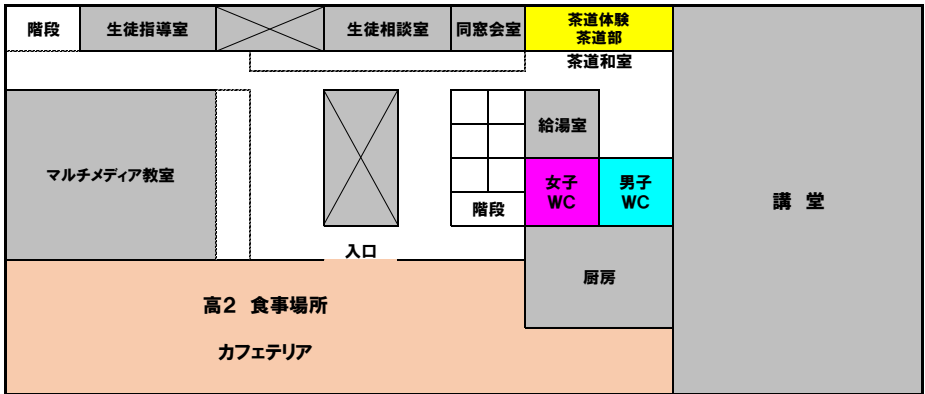 階段
生徒指導室
生徒相談室
同窓会室
茶道体験
茶道部
茶道和室
給湯室
マルチメディア教室
女子
WC
男子
WC
講 堂
階段
入口
厨房
高2 食事場所
カフェテリア